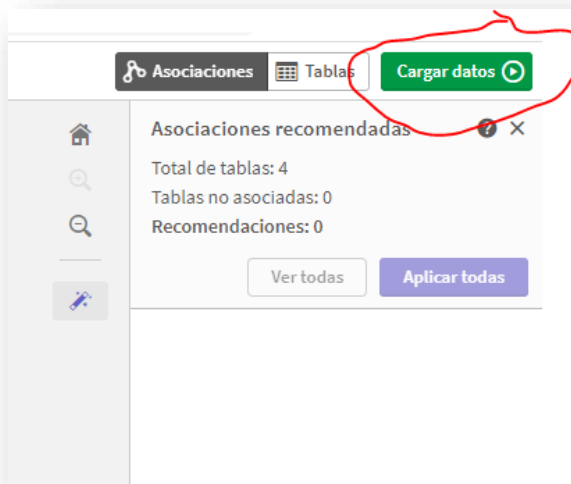 Asociaciones Tablas Cargar datos
Asociaciones recomendadas
Total de tablas: 4
Tablas no asociadas: 0
Recomendaciones: 0
Ver todas Aplicar todas